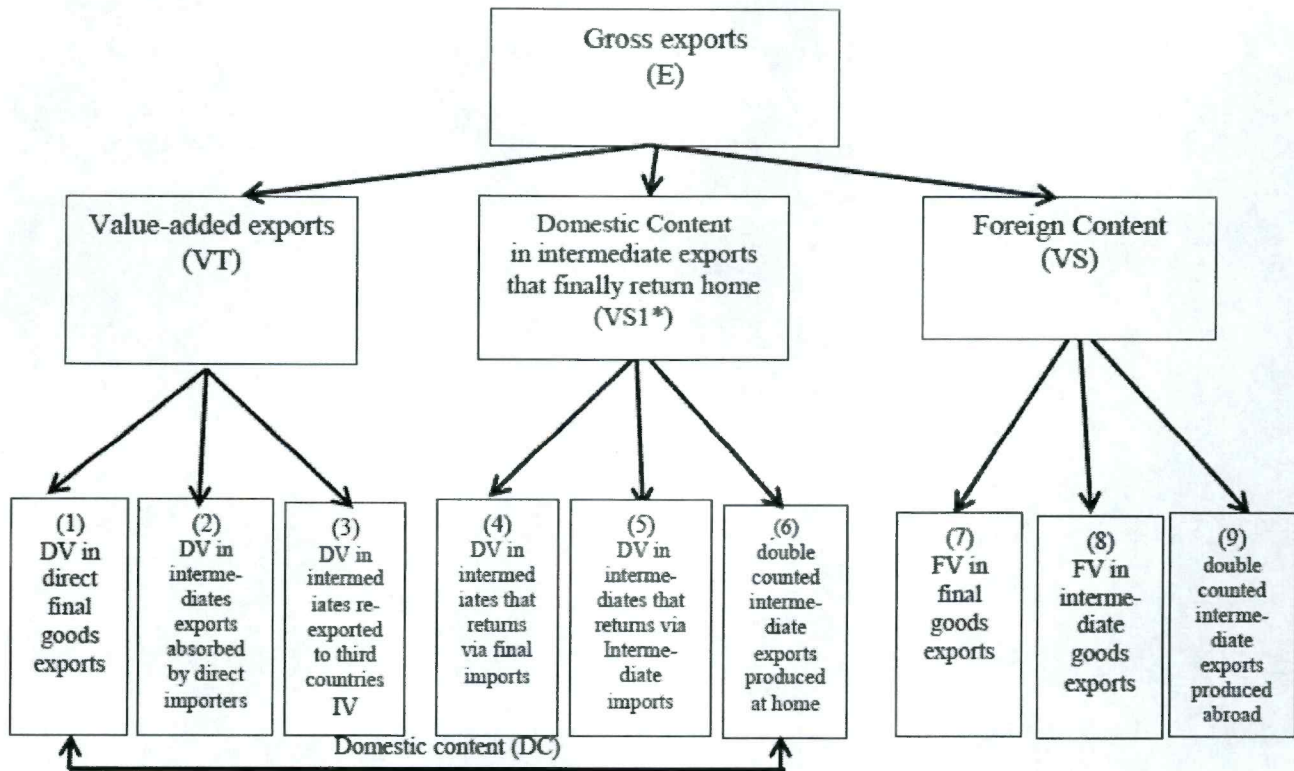 Gross exports
(E)
Value-added exports
(VT)
Domestic Content
in intermediate exports
that finally return home
(VS1*)
Foreign Content
(VS)
(1)
DV in
direct
final
goods
exports
(2)
DV in
interme-
diates
exports
absorbed
by direct
importers
(3)
DV in
intermed
iates re-
exported
to third
countries
IV
(4)
DV in
intermed
iates that
returns
via final
imports
(5)
DV in
interme-
diates that
returns via
Interme-
diate
imports
(6)
double
counted
interme-
diate
exports
produced
at home
(7)
FV in
final
goods
exports
(8)
FV in
interme-
diate
goods
exports
(9)
double
counted
interme-
diate
exports
produced
abroad
Domestic content (DC)